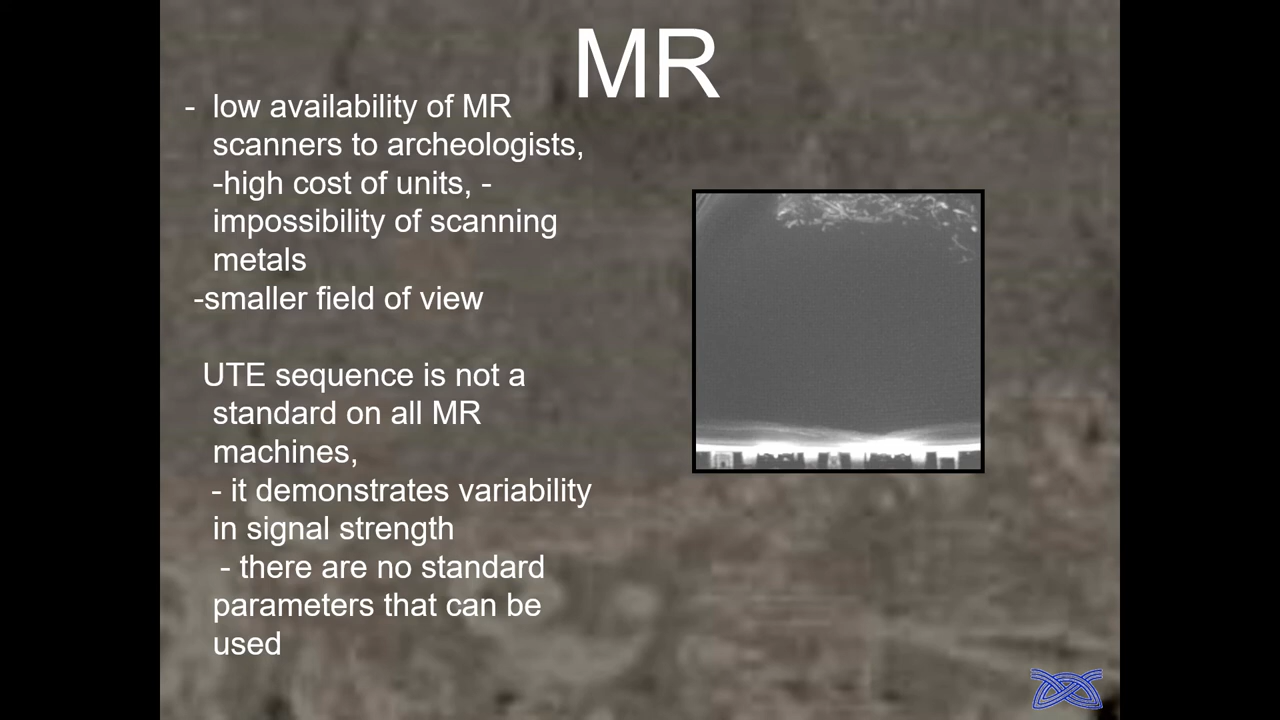 MR
- low availability of MR
scanners to archeologists,
-high cost of units, -
impossibility of scanning
metals
-smaller field of view
UTE sequence is not a
standard on all MR
machines,
- it demonstrates variability
in signal strength
- there are no standard
parameters that can be
used